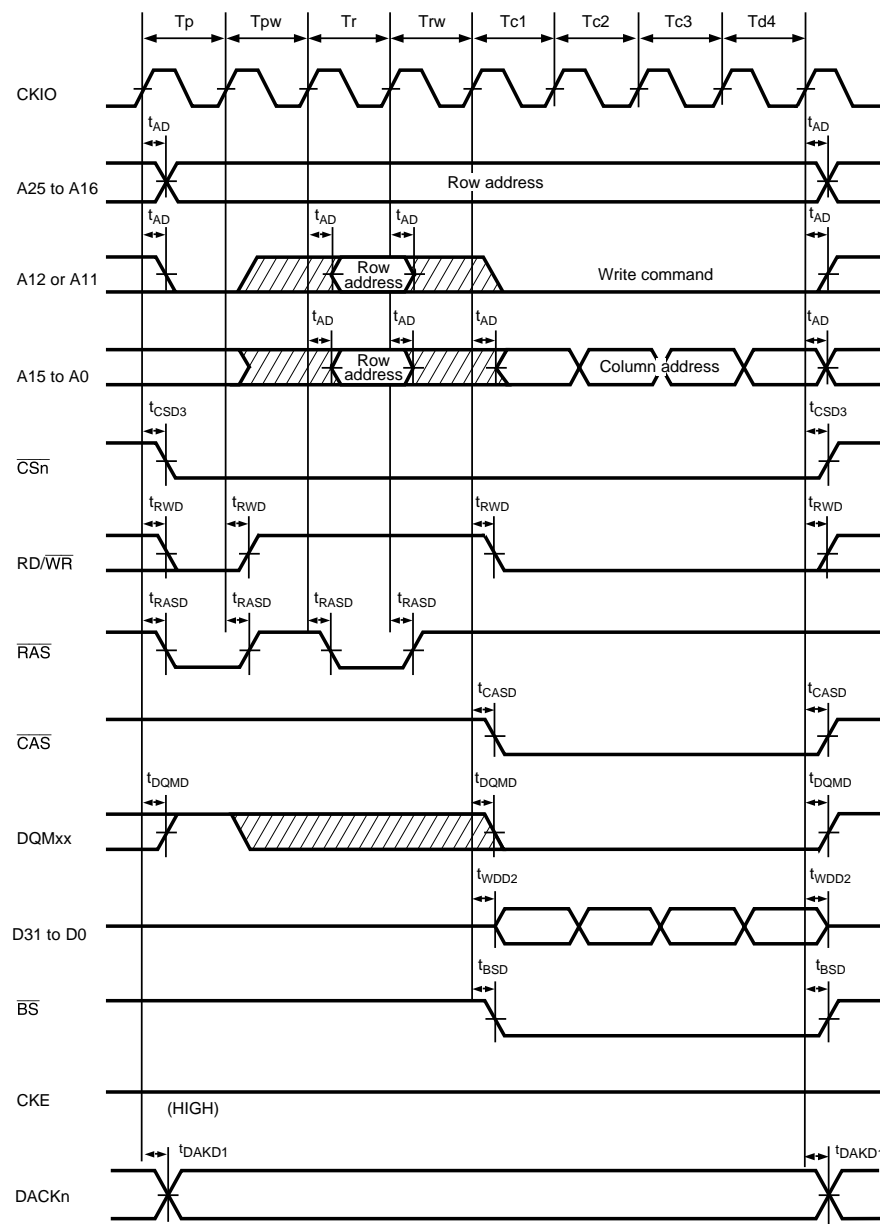 Tp Tpw Tr Trw Tc1 Tc2 Tc3 Td4
CKIO
tAD tAD
A25 to A16 Row address
tAD tAD tAD tAD
A12 or A11 Row address Write command
tAD tAD tAD tAD
A15 to A0 Row address Column address
tCSD3 tCSD3
CSn
tRWD tRWD tRWD tRWD
RD/WR
tRASD tRASD tRASD tRASD
RAS
tCASD tCASD
CAS
tDQMD tDQMD tDQMD
DQMxx
tWDD2 tWDD2
D31 to D0
tBSD tBSD
BS
CKE
(HIGH)
tDAKD1 tDAKD1
DACKn